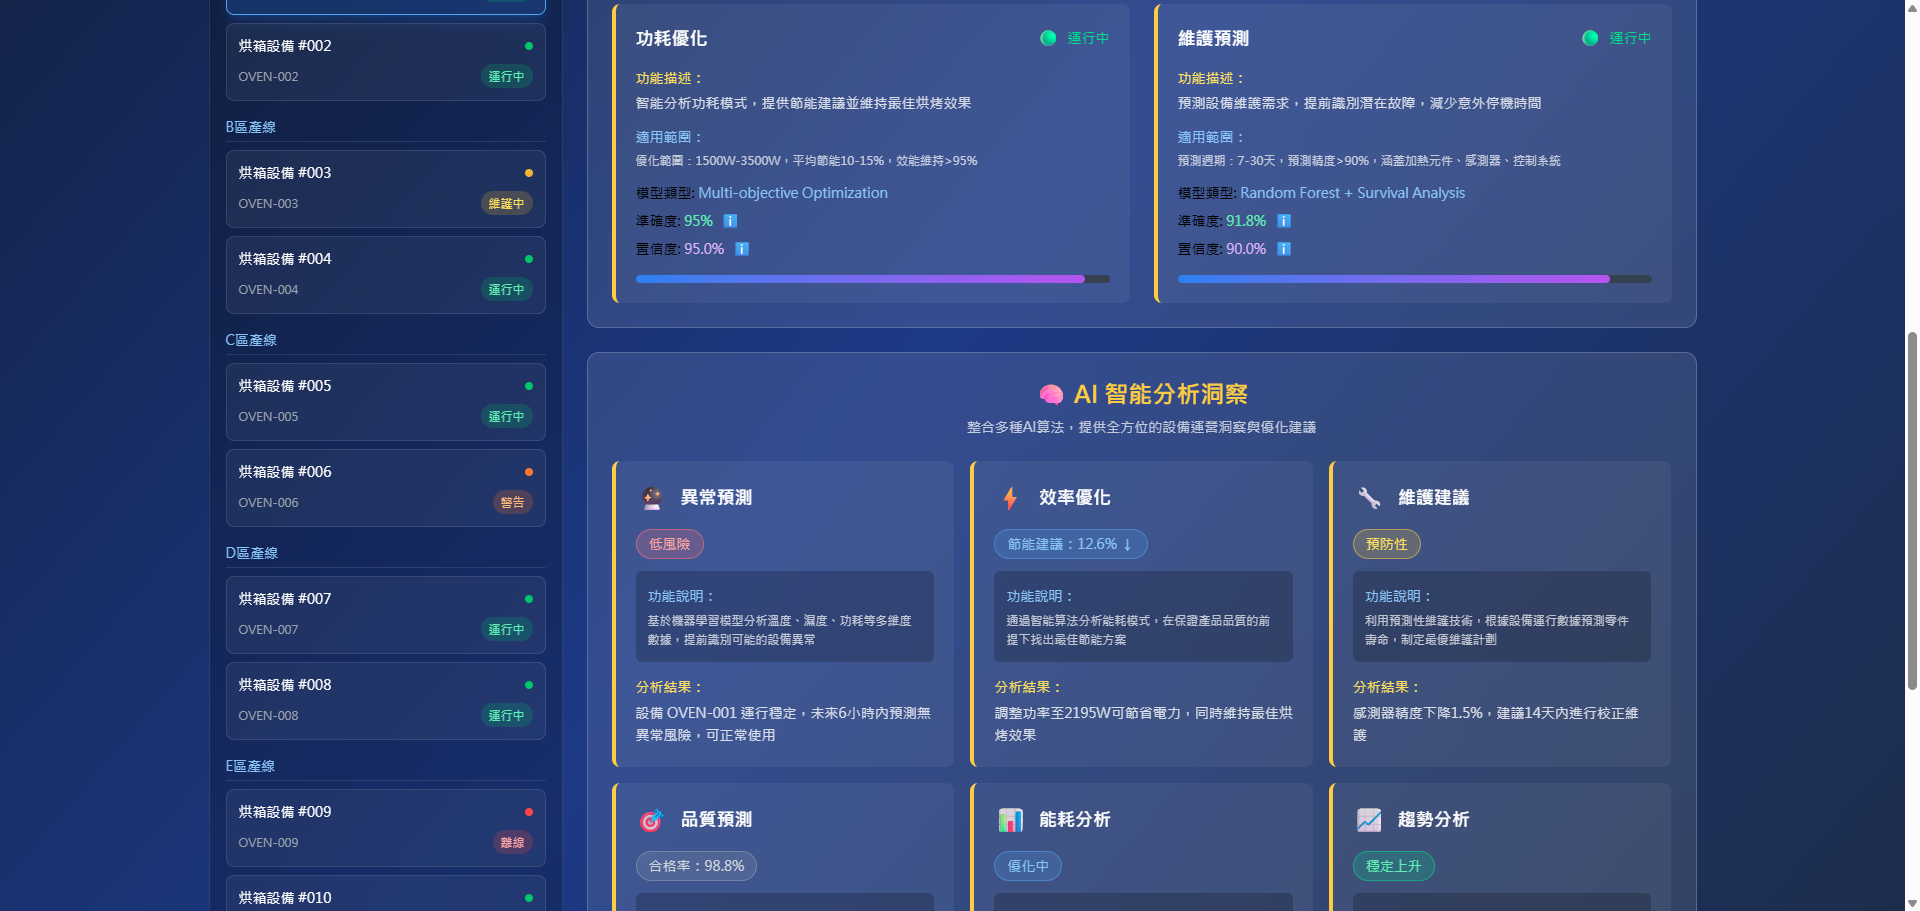 烘箱設備 #002
OVEN-002
運行中
B區產線
烘箱設備 #003
OVEN-003
維護中
烘箱設備 #004
OVEN-004
運行中
C區產線
烘箱設備 #005
OVEN-005
運行中
烘箱設備 #006
OVEN-006
警告
D區產線
烘箱設備 #007
OVEN-007
運行中
烘箱設備 #008
OVEN-008
運行中
E區產線
烘箱設備 #009
OVEN-009
離線
烘箱設備 #010
功耗優化
運行中
功能描述：
智能分析功耗模式，提供節能建議並維持最佳烘烤效果
適用範圍：
優化範圍：1500W-3500W，平均節能10-15%，效能維持>95%
模型類型: Multi-objective Optimization
準確度: 95% i
置信度: 95.0% i
維護預測
運行中
功能描述：
預測設備維護需求，提前識別潛在故障，減少意外停機時間
適用範圍：
預測週期：7-30天，預測精度>90%，涵蓋加熱元件、感測器、控制系統
模型類型: Random Forest + Survival Analysis
準確度: 91.8% i
置信度: 90.0% i
AI 智能分析洞察
整合多種AI算法，提供全方位的設備運營洞察與優化建議
異常預測
低風險
功能說明：
基於機器學習模型分析溫度、濕度、功耗等多維度
數據，提前識別可能的設備異常
分析結果：
設備 OVEN-001 運行穩定，未來6小時內預測無
異常風險，可正常使用
效率優化
節能建議：12.6% ↓
功能說明：
通過智能算法分析能耗模式，在保證產品品質的前
提下找出最佳節能方案
分析結果：
調整功率至2195W可節省電力，同時維持最佳烘
烤效果
維護建議
預防性
功能說明：
利用預測性維護技術，根據設備運行數據預測零件
壽命，制定最優維護計劃
分析結果：
感測器精度下降1.5%，建議14天內進行校正維
護
品質預測
合格率：98.8%
能耗分析
優化中
趨勢分析
穩定上升